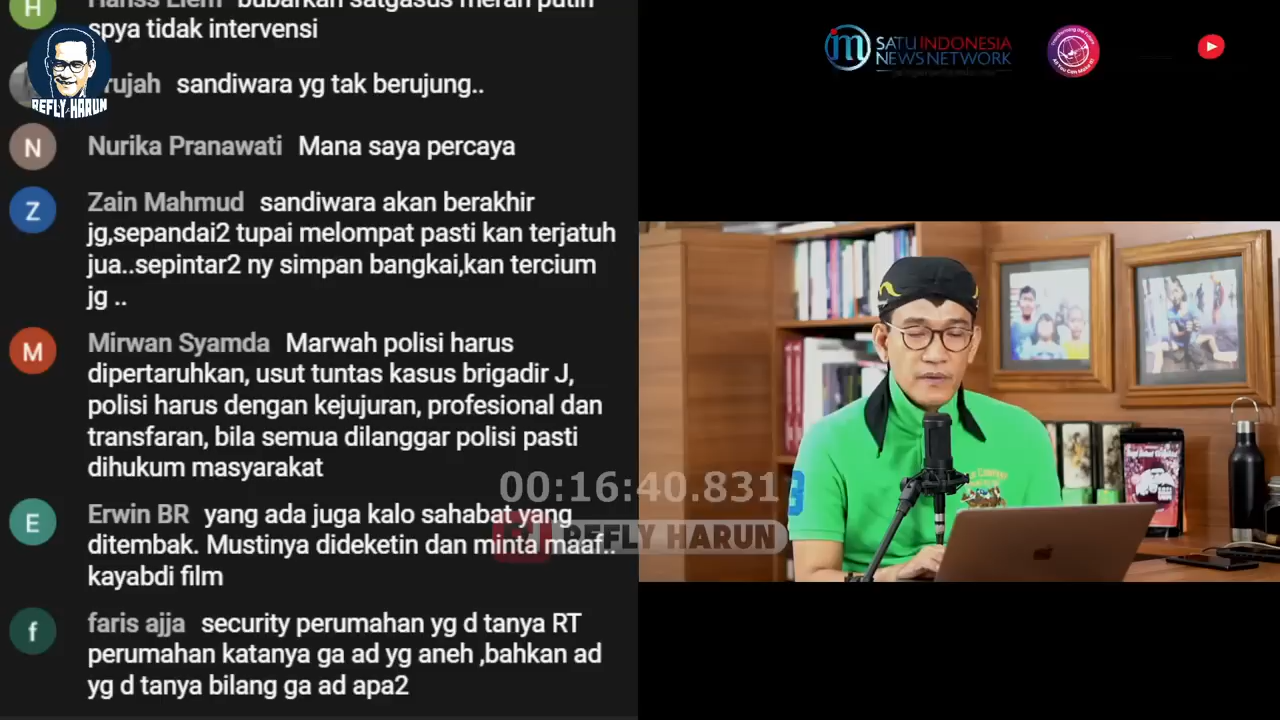 bubarkan satgasus merah putih
spya tidak intervensi
REFLY HARUN
sandiwara yg tak berujung..
N Nurika Pranawati Mana saya percaya
Z Zain Mahmud sandiwara akan berakhir
jg,sepandai2 tupai melompat pasti kan terjatuh
jua..sepintar2 ny simpan bangkai,kan tercium
jg ..
M Mirwan Syamda Marwah polisi harus
dipertaruhkan, usut tuntas kasus brigadir J,
polisi harus dengan kejujuran, profesional dan
transfaran, bila semua dilanggar polisi pasti
dihukum masyarakat
E Erwin BR yang ada juga kalo sahabat yang
ditembak. Mustinya dideketin dan minta maaf..
kayabdi film
f faris ajja security perumahan yg d tanya RT
perumahan katanya ga ad yg aneh ,bahkan ad
yg d tanya bilang ga ad apa2
SATU INDONESIA
NEWS NETWORK
00:16:40.831
REFLY HARUN